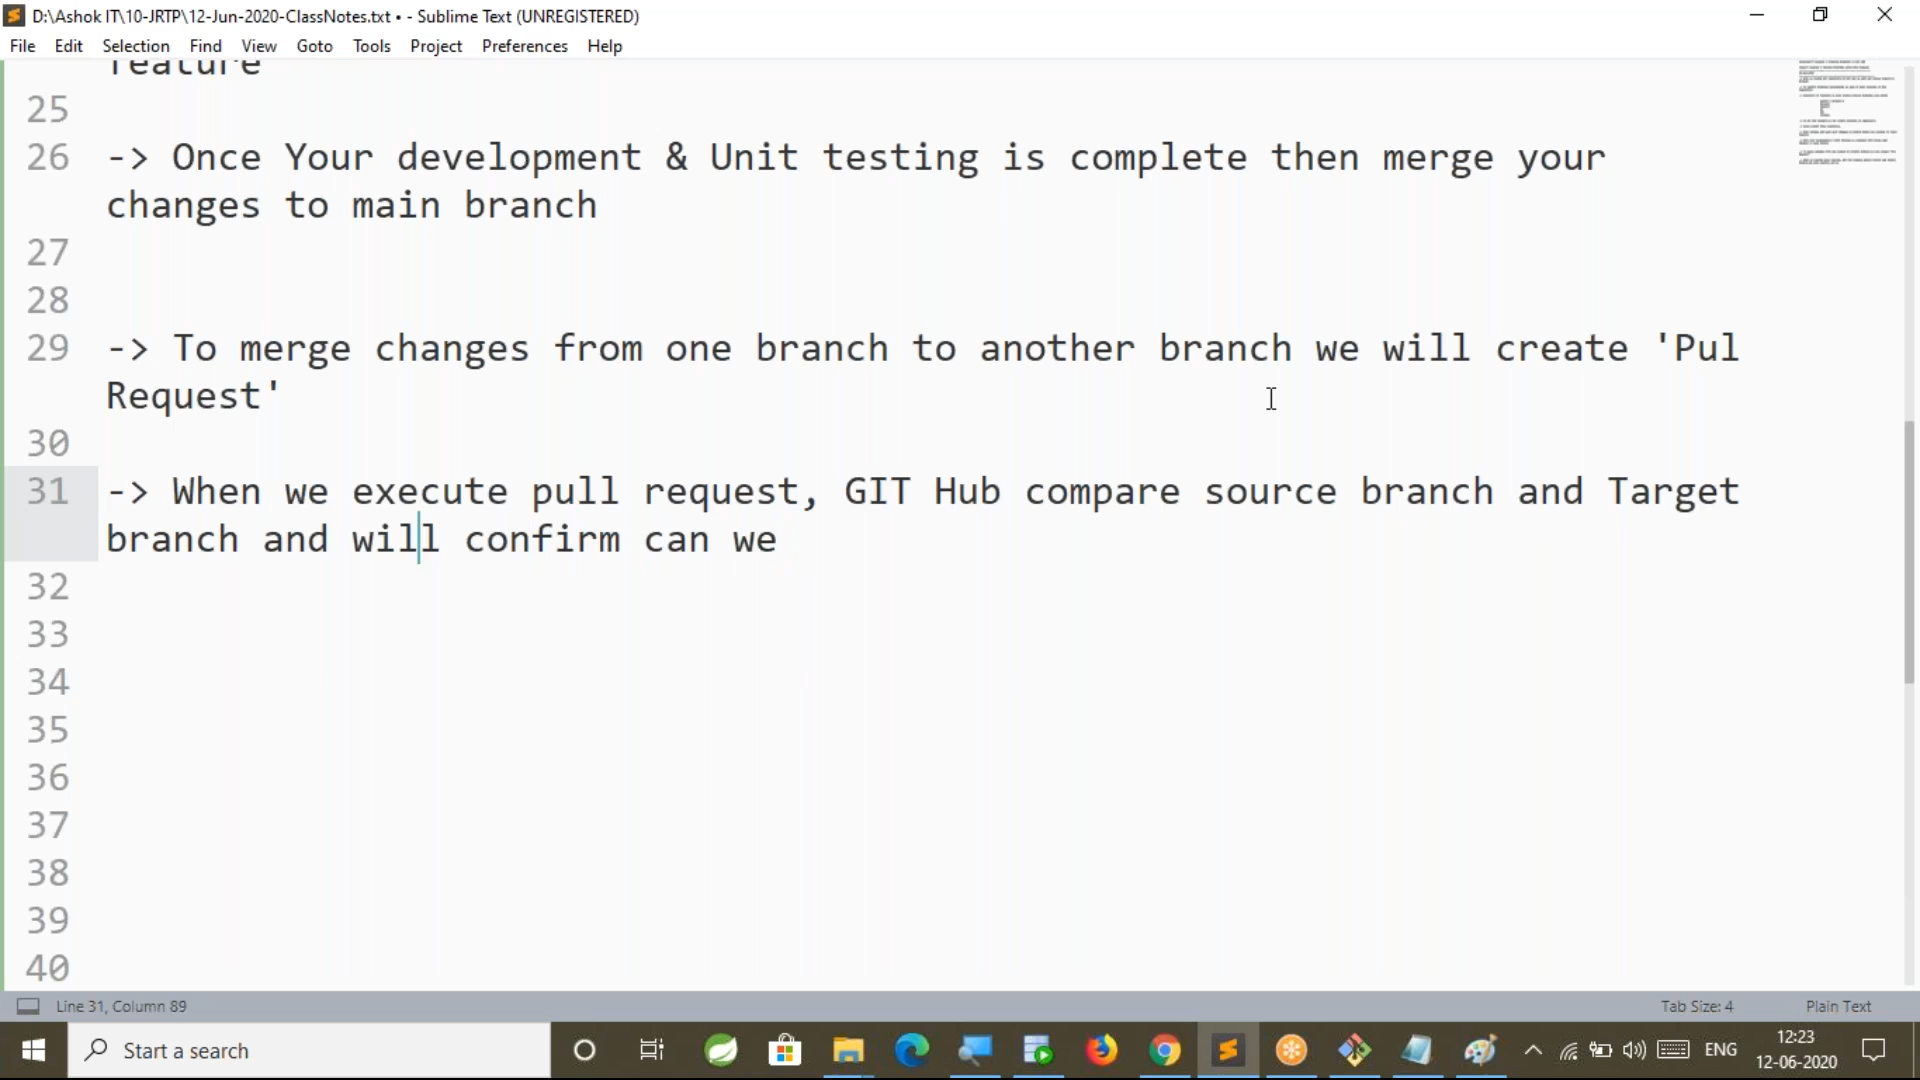 D:\Ashok IT\10-JRTP\12-Jun-2020-ClassNotes.txt • - Sublime Text (UNREGISTERED)
File Edit Selection Find View Goto Tools Project Preferences Help
feature
25
26 -> Once Your development & Unit testing is complete then merge your
changes to main branch
27
28
29 -> To merge changes from one branch to another branch we will create 'Pul
Request'
30
31 -> When we execute pull request, GIT Hub compare source branch and Target
branch and will confirm can we
32
33
34
35
36
37
38
39
40
Line 31, Column 89 Tab Size: 4 Plain Text
Start a search ENG 12:23
12-06-2020